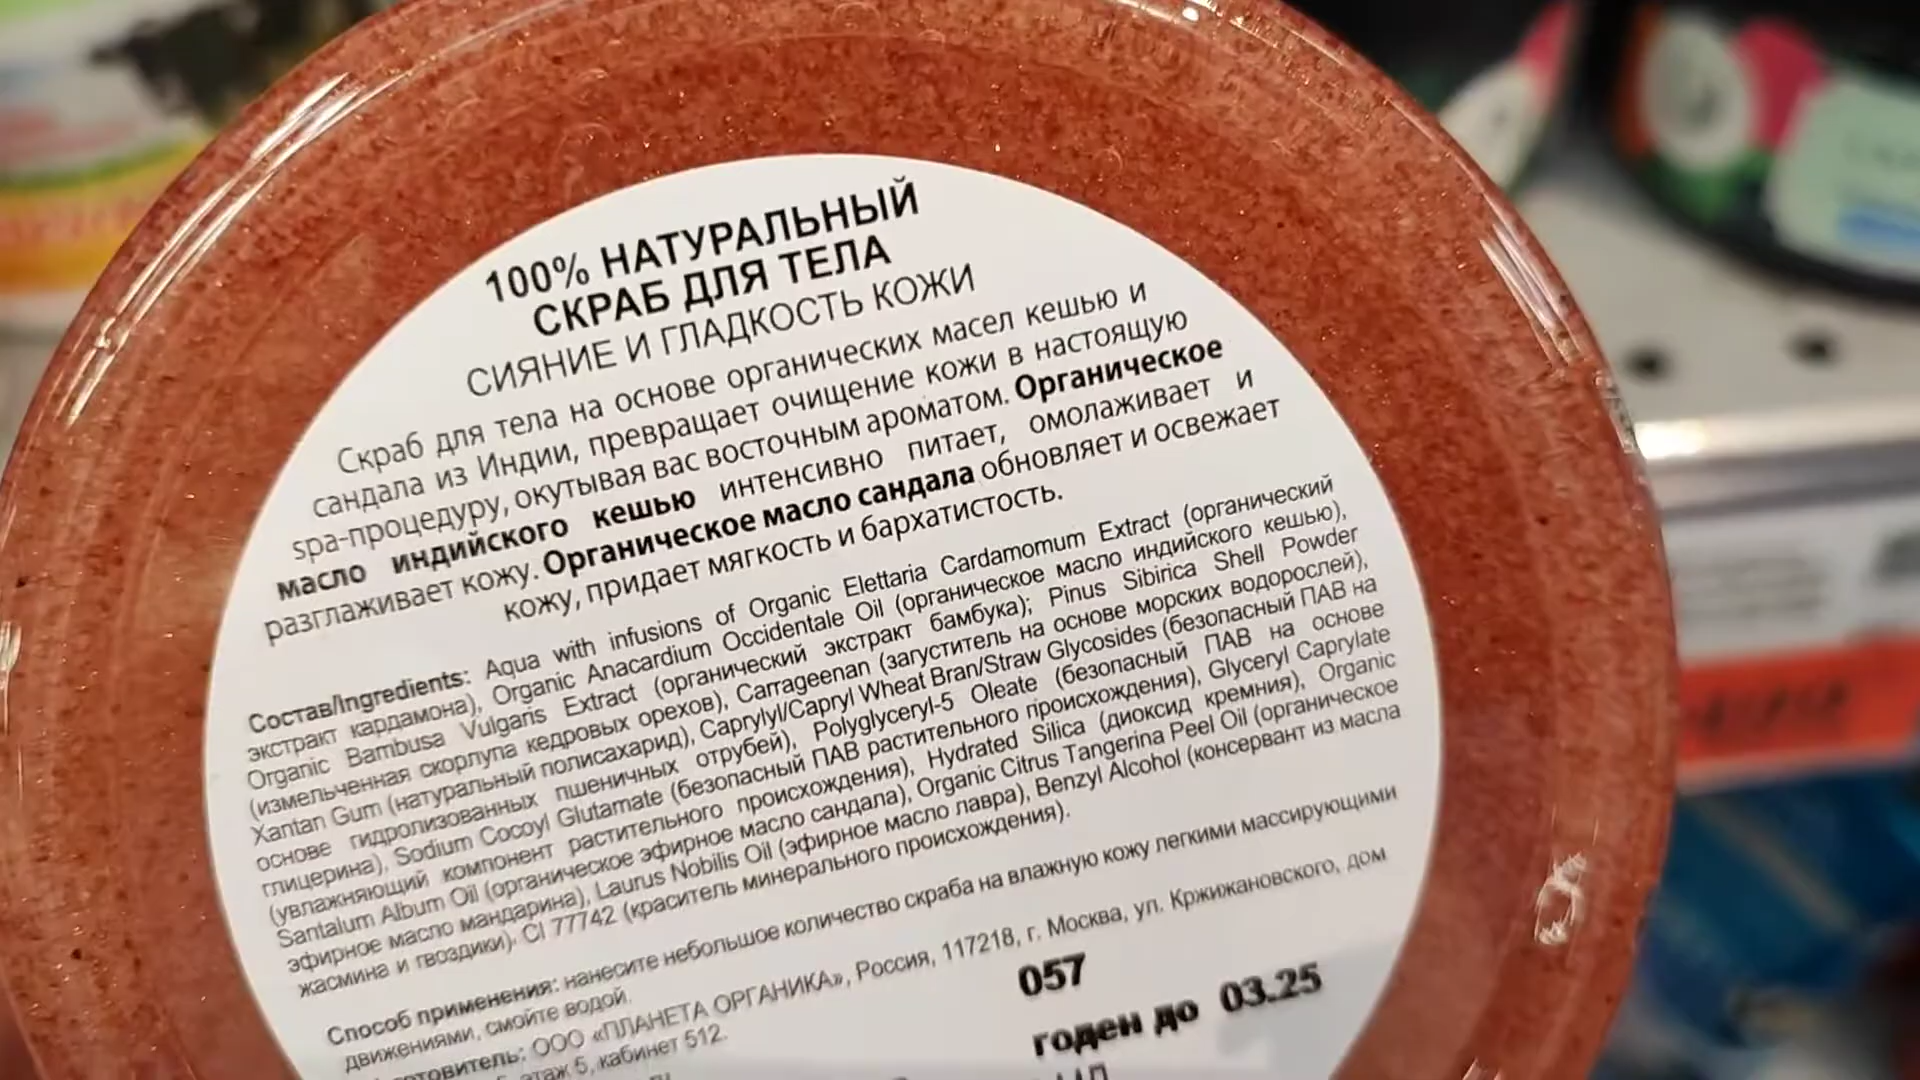 100% НАТУРАЛЬНЫЙ
СКРАБ ДЛЯ ТЕЛА
СИЯНИЕ И ГЛАДКОСТЬ КОЖИ
Скраб для тела на основе органических масел кешью и
сандала из Индии, превращает очищение кожи в настоящую
spa-процедуру, окутывая вас восточным ароматом. Органическое
масло индийского кешью интенсивно питает, омолаживает и
разглаживает кожу. Органическое масло сандала обновляет и освежает
кожу, придает мягкость и бархатистость.
Состав/Ingredients: Aqua with infusions of Organic Elettaria Cardamomum Extract (органический
экстракт кардамона), Organic Anacardium Occidentale Oil (органическое масло индийского кешью),
Organic Bambusa Vulgaris Extract (органический экстракт бамбука); Pinus Sibirica Shell Powder
(измельченная скорлупа кедровых орехов), Carrageenan (загуститель на основе морских водорослей),
Xantan Gum (натуральный полисахарид), Caprylyl/Capryl Wheat Bran/Straw Glycosides (безопасный ПАВ на
основе гидролизованных пшеничных отрубей), Polyglyceryl-5 Oleate (безопасный ПАВ на основе
глицерина), Sodium Cocoyl Glutamate (безопасный ПАВ растительного происхождения), Glyceryl Caprylate
(увлажняющий компонент растительного происхождения), Hydrated Silica (диоксид кремния), Organic
Santalum Album Oil (органическое эфирное масло сандала), Organic Citrus Tangerina Peel Oil (органическое
эфирное масло мандарина), Laurus Nobilis Oil (эфирное масло лавра), Benzyl Alcohol (консервант из масла
жасмина и гвоздики), CI 77742 (краситель минерального происхождения).
Способ применения: нанесите небольшое количество скраба на влажную кожу легкими массирующими
движениями, смойте водой.
готовитель: ООО «ПЛАНЕТА ОРГАНИКА», Россия, 117218, г. Москва, ул. Кржижановского, дом
этаж 5, кабинет 512.
057
годен до 03.25